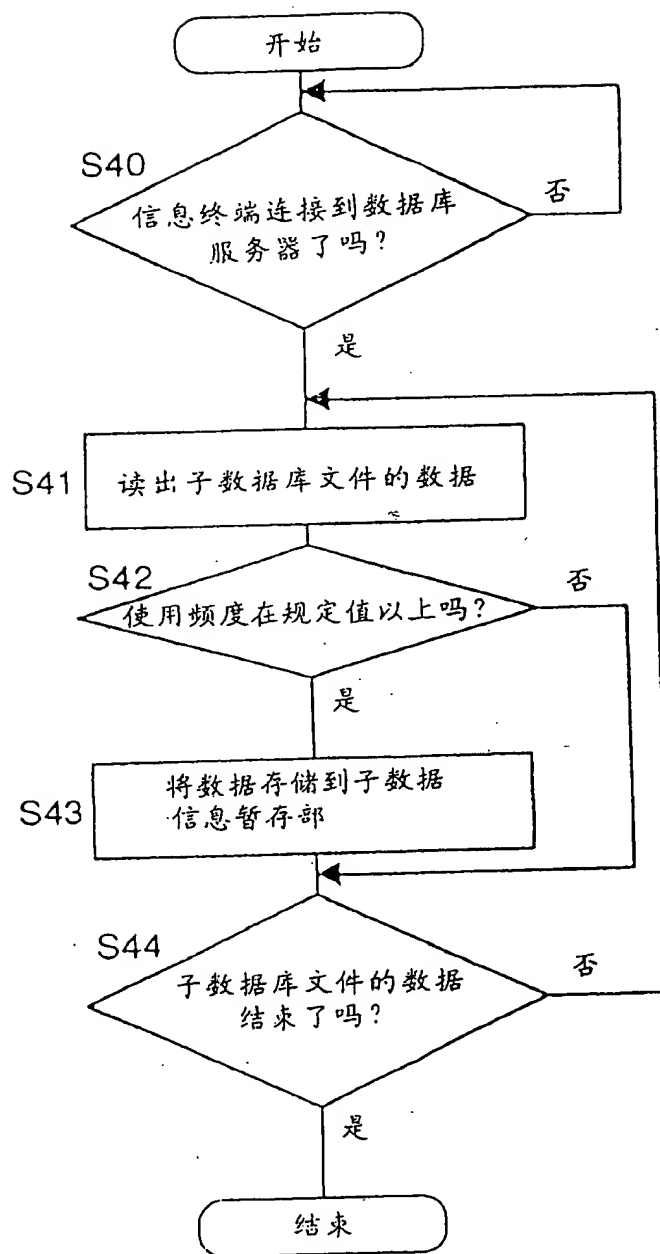 开始
S40
否
信息终端连接到数据库
服务器了吗?
是
S41
读出子数据库文件的数据
S42
否
使用频度在规定值以上吗?
是
S43
将数据存储到子数据
信息暂存部
S44
否
子数据库文件的数据
结束了吗?
是
结束